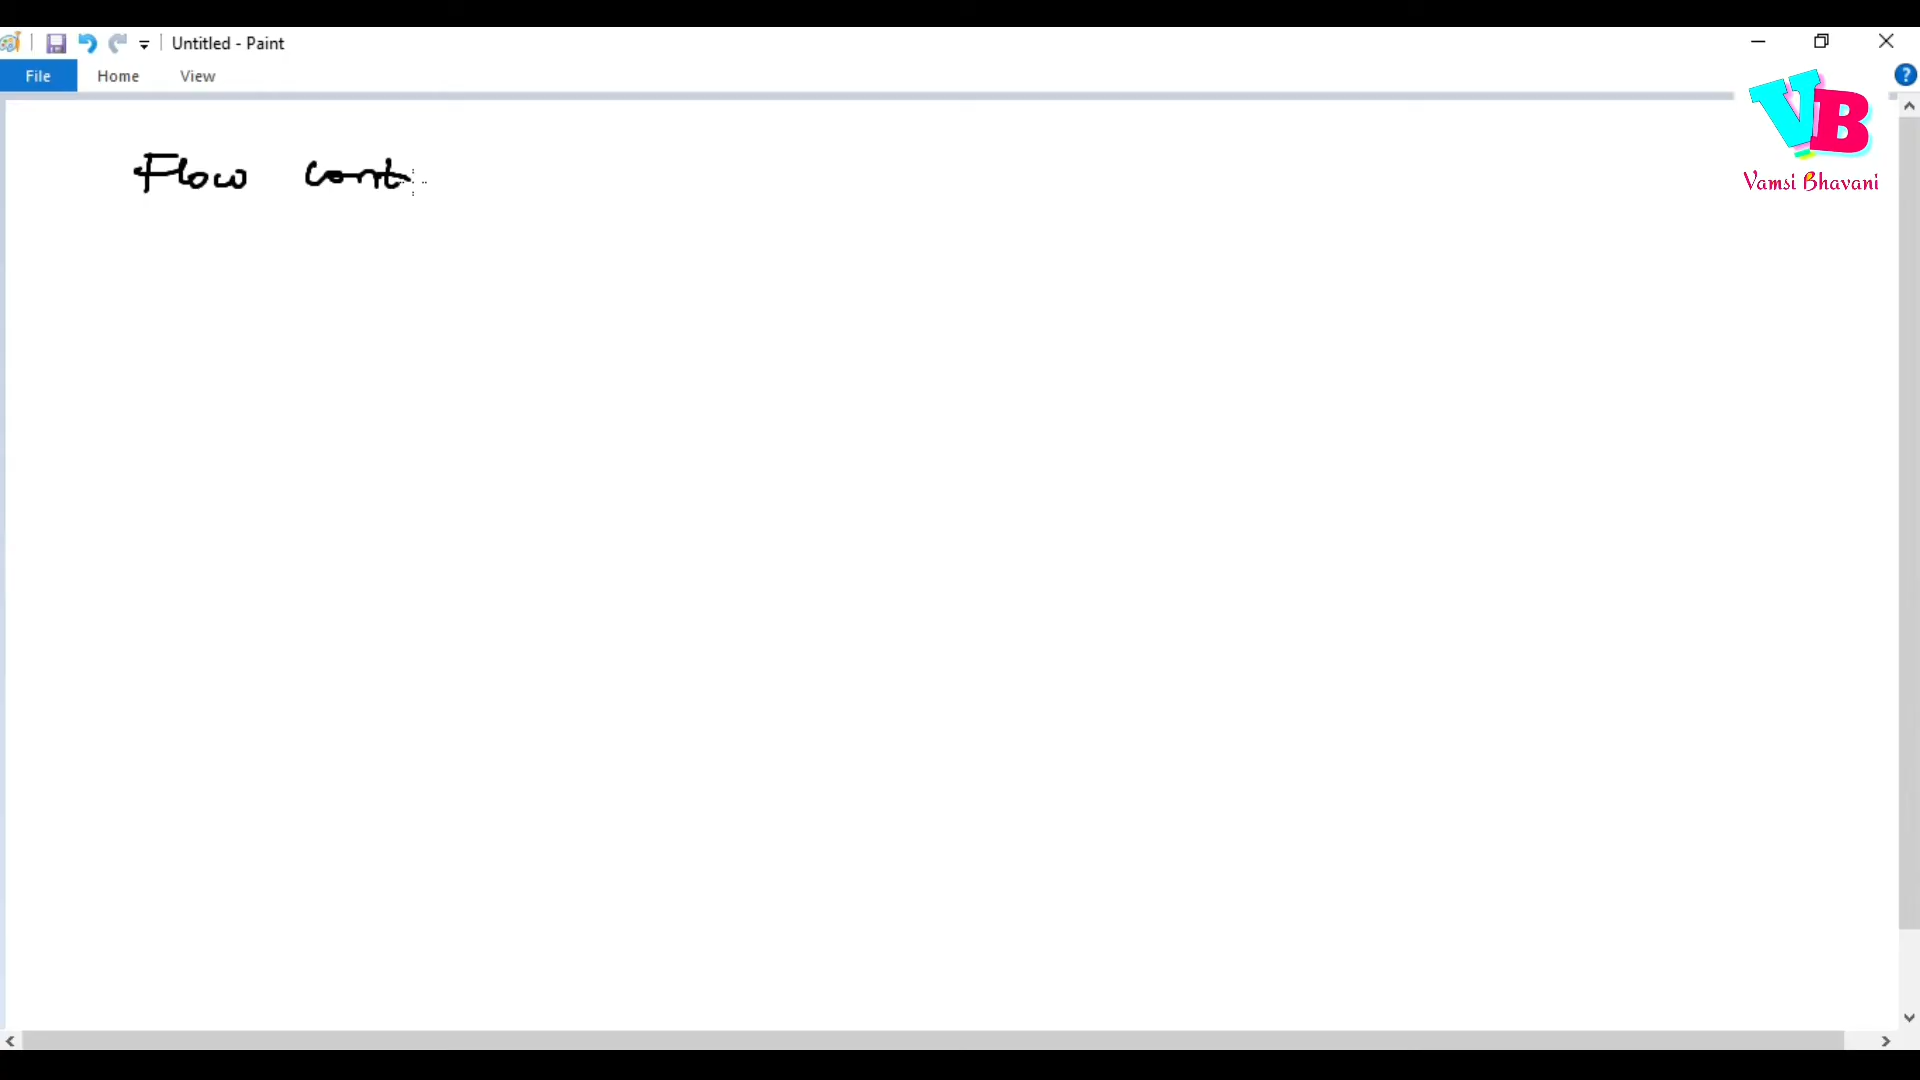 Untitled - Paint
File Home View
?
VB
Vamsi Bhavani
Flow cont